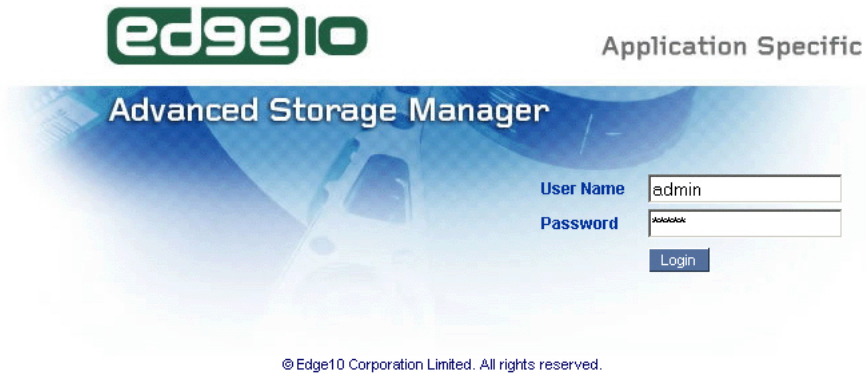 edge10
Application Specific
Advanced Storage Manager
User Name admin
Password *****
Login
© Edge10 Corporation Limited. All rights reserved.